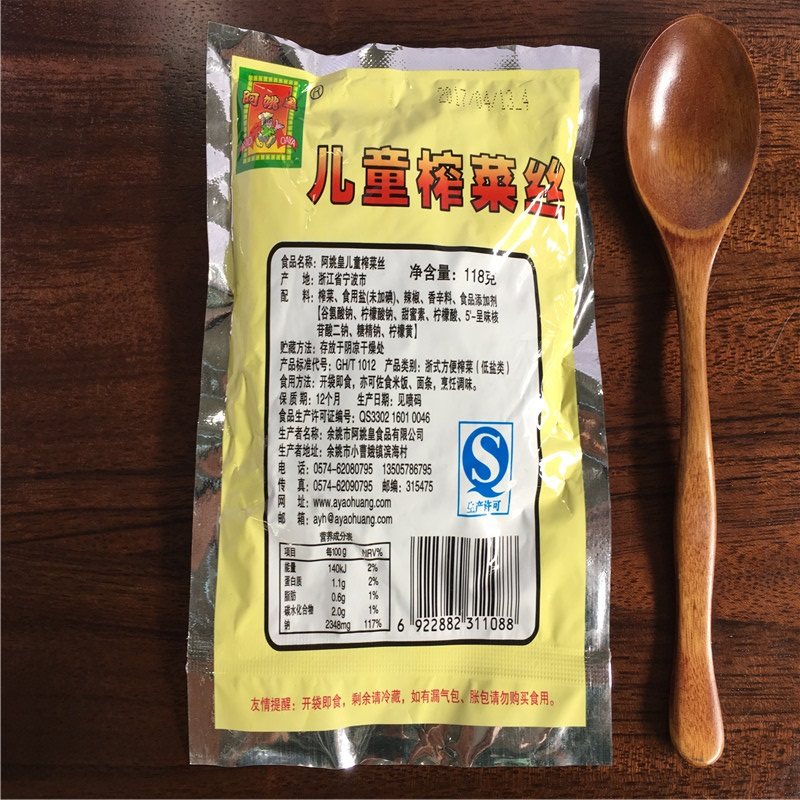 阿姚皇
®
2017/04/13 4
儿童榨菜丝
食品名称：阿姚皇儿童榨菜丝
净含量：118克
产 地：浙江省宁波市
配 料：榨菜、食用盐(未加碘)、辣椒、香辛料、食品添加剂
【谷氨酸钠、柠檬酸钠、甜蜜素、柠檬酸、5'-呈味核
苷酸二钠、糖精钠、柠檬黄】
贮藏方法：存放于阴凉干燥处
产品标准代号：GH/T 1012 产品类别：浙式方便榨菜（低盐类）
食用方法：开袋即食，亦可佐食米饭、面条，烹饪调味。
保 质 期：12个月 生产日期：见喷码
食品生产许可证编号：QS3302 1601 0046
生产者名称：余姚市阿姚皇食品有限公司
生产者地址：余姚市小曹娥镇滨海村
电 话：0574-62080795 13505786795
传 真：0574-62090795 邮编：315475
网 址：www.ayaohuang.com
邮 箱：ayh@ayaohuang.com
生产许可
营养成分表
项目 每100g NRV%
能量 140kJ 2%
蛋白质 1.1g 2%
脂肪 0.6g 1%
碳水化合物 2.0g 1%
钠 2348mg 117%
6 922882 311088
友情提醒：开袋即食，剩余请冷藏，如有漏气包、胀包请勿购买食用。